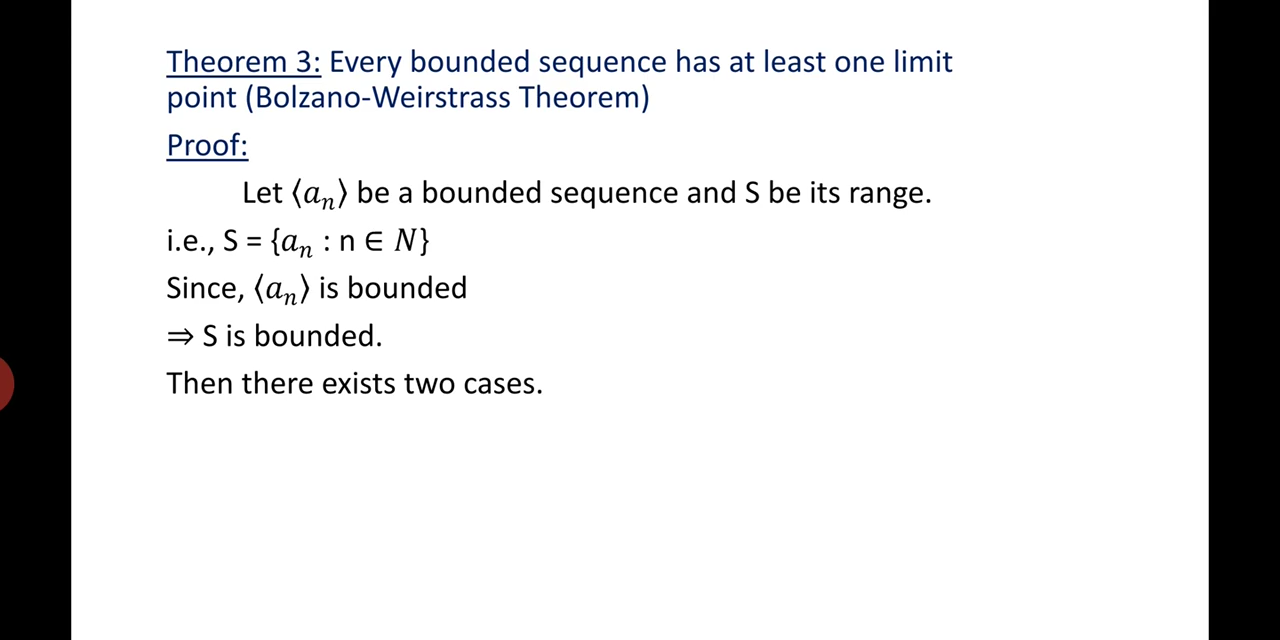 Theorem 3: Every bounded sequence has at least one limit
point (Bolzano-Weirstrass Theorem)
Proof:
Let ⟨aₙ⟩ be a bounded sequence and S be its range.
i.e., S = {aₙ : n ∈ N}
Since, ⟨aₙ⟩ is bounded
⇒ S is bounded.
Then there exists two cases.